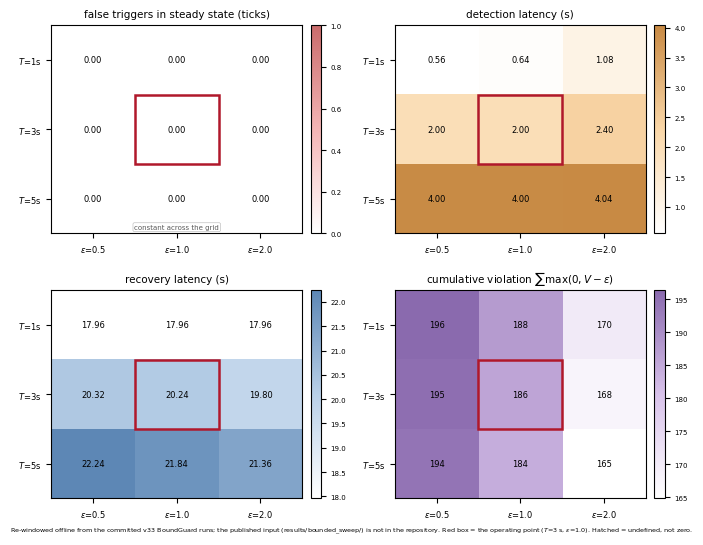 false triggers in steady state (ticks)
T=1s 0.00 0.00 0.00
T=3s 0.00 0.00 0.00
T=5s 0.00 0.00 0.00
constant across the grid
ε=0.5 ε=1.0 ε=2.0
1.0
0.8
0.6
0.4
0.2
0.0
detection latency (s)
T=1s 0.56 0.64 1.08
T=3s 2.00 2.00 2.40
T=5s 4.00 4.00 4.04
ε=0.5 ε=1.0 ε=2.0
4.0
3.5
3.0
2.5
2.0
1.5
1.0
recovery latency (s)
T=1s 17.96 17.96 17.96
T=3s 20.32 20.24 19.80
T=5s 22.24 21.84 21.36
ε=0.5 ε=1.0 ε=2.0
22.0
21.5
21.0
20.5
20.0
19.5
19.0
18.5
18.0
cumulative violation ∑max(0, V − ε)
T=1s 196 188 170
T=3s 195 186 168
T=5s 194 184 165
ε=0.5 ε=1.0 ε=2.0
195
190
185
180
175
170
165
Re-windowed offline from the committed v33 BoundGuard runs; the published input (results/bounded_sweep/) is not in the repository. Red box = the operating point (T=3 s, ε=1.0). Hatched = undefined, not zero.